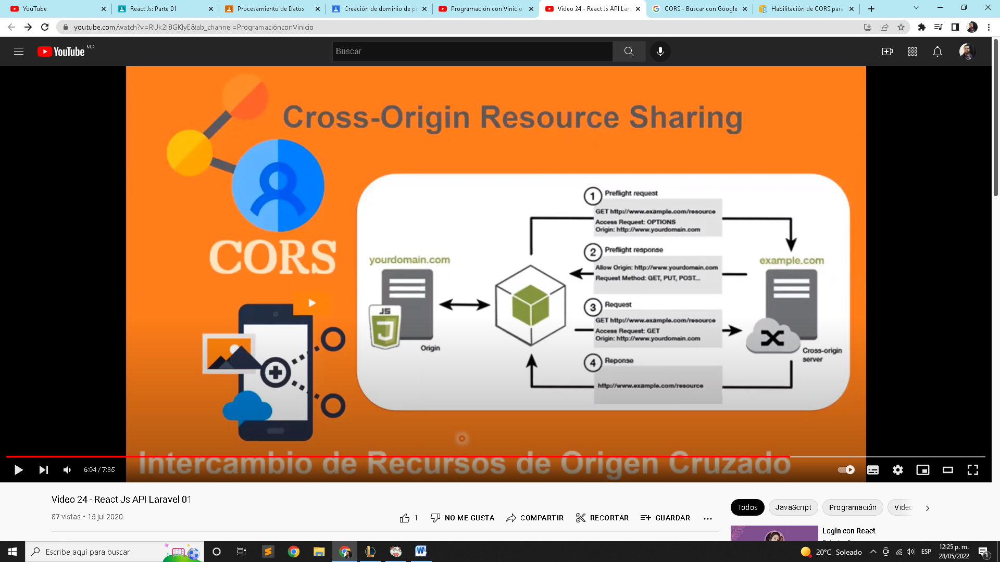 YouTube
React Js: Parte 01
Procesamiento de Datos
Creación de dominio de pr
Programación con Vinicio
Video 24 - React Js API Lara
CORS - Buscar con Google
Habilitación de CORS para
youtube.com/watch?v=RUk2I8GKlyE&ab_channel=ProgramaciónconVinicio
YouTube MX
Buscar
Cross-Origin Resource Sharing
CORS
1 Preflight request
GET http://www.example.com/resource
Access Request: OPTIONS
Origin: http://www.yourdomain.com
2 Preflight response
Allow Origin: http://www.yourdomain.com
Request Method: GET, PUT, POST...
yourdomain.com
example.com
3 Request
GET http://www.example.com/resource
Access Request: GET
Origin: http://www.yourdomain.com
JS
Origin
Cross-origin
server
4 Reponse
http://www.example.com/resource
Intercambio de Recursos de Origen Cruzado
6:04 / 7:35
Video 24 - React Js API Laravel 01
87 vistas • 15 jul 2020
1
NO ME GUSTA
COMPARTIR
RECORTAR
GUARDAR
Todos
JavaScript
Programación
Video
Login con React
Escribe aquí para buscar
20°C Soleado
ESP
12:25 p. m.
28/05/2022
1